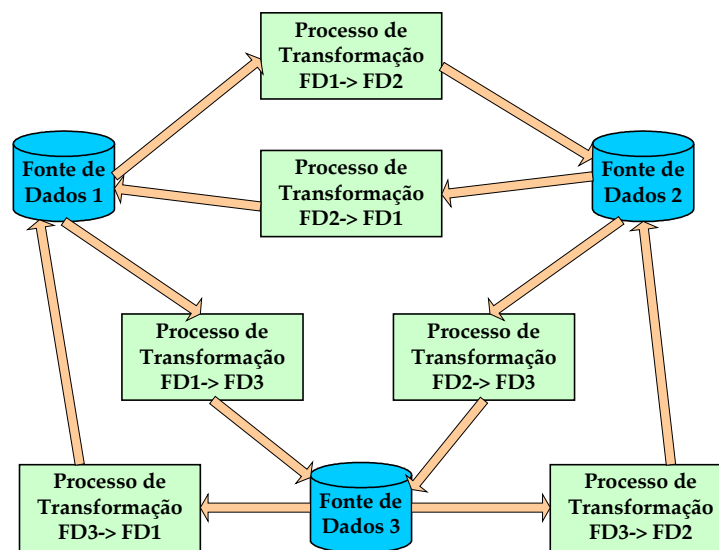 Processo de
Transformação
FD1-> FD2
Fonte de
Dados 1
Processo de
Transformação
FD2-> FD1
Fonte de
Dados 2
Processo de
Transformação
FD1-> FD3
Processo de
Transformação
FD2-> FD3
Processo de
Transformação
FD3-> FD1
Fonte de
Dados 3
Processo de
Transformação
FD3-> FD2